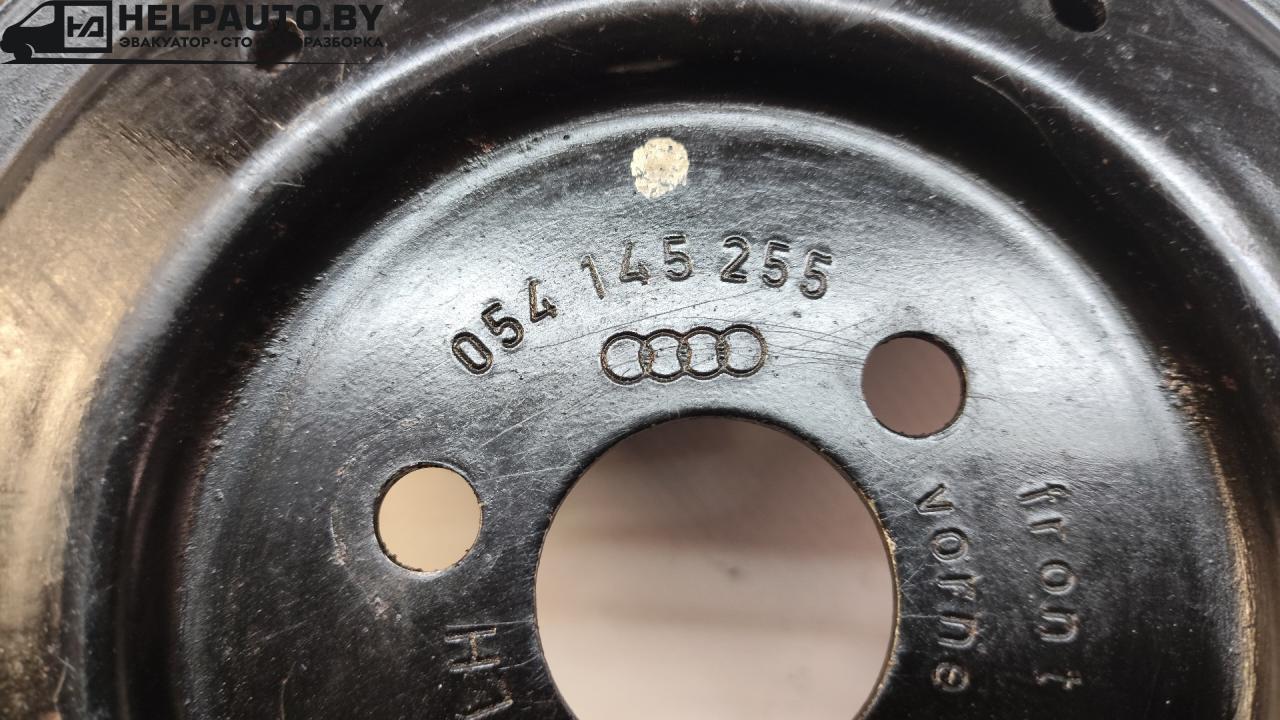 HELPAUTO.BY
ЭВАКУАТОР · СТО · РАЗБОРКА
054 145 255
front
vorne